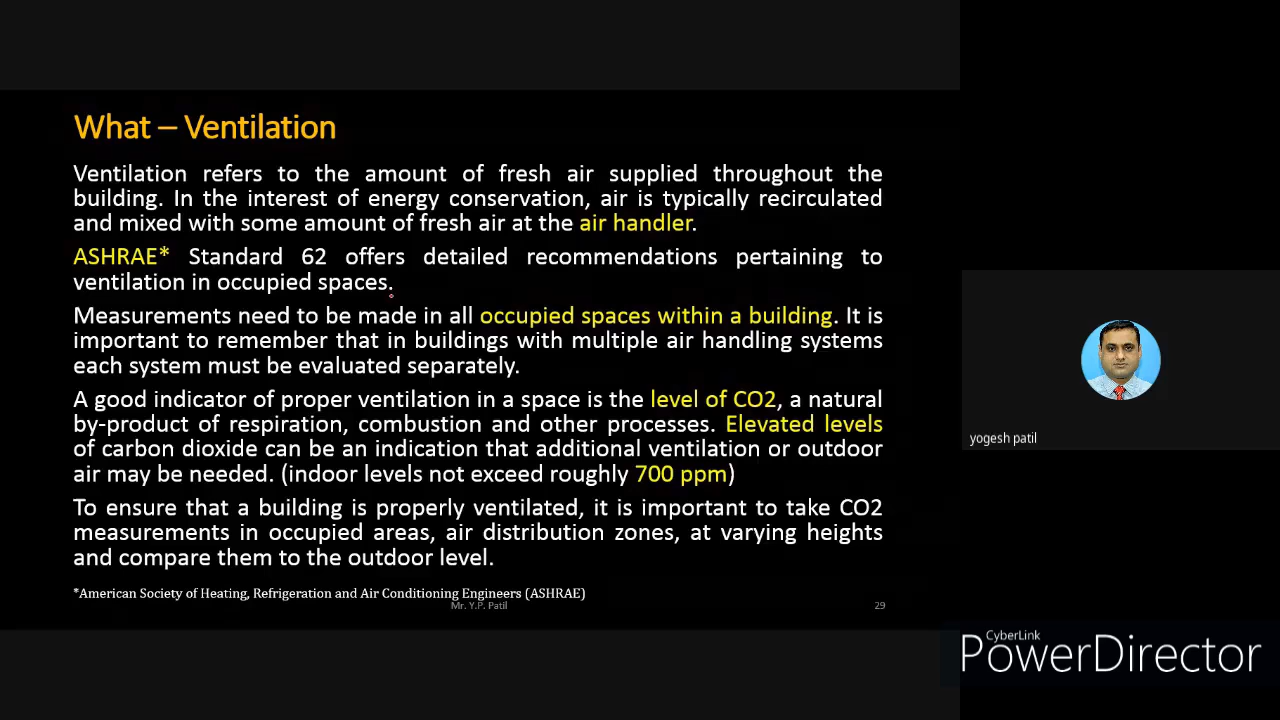 What – Ventilation
Ventilation refers to the amount of fresh air supplied throughout the
building. In the interest of energy conservation, air is typically recirculated
and mixed with some amount of fresh air at the air handler.
ASHRAE* Standard 62 offers detailed recommendations pertaining to
ventilation in occupied spaces.
Measurements need to be made in all occupied spaces within a building. It is
important to remember that in buildings with multiple air handling systems
each system must be evaluated separately.
A good indicator of proper ventilation in a space is the level of CO2, a natural
by-product of respiration, combustion and other processes. Elevated levels
of carbon dioxide can be an indication that additional ventilation or outdoor
air may be needed. (indoor levels not exceed roughly 700 ppm)
To ensure that a building is properly ventilated, it is important to take CO2
measurements in occupied areas, air distribution zones, at varying heights
and compare them to the outdoor level.
*American Society of Heating, Refrigeration and Air Conditioning Engineers (ASHRAE)
Mr. Y.P. Patil
29
yogesh patil
CyberLink
PowerDirector